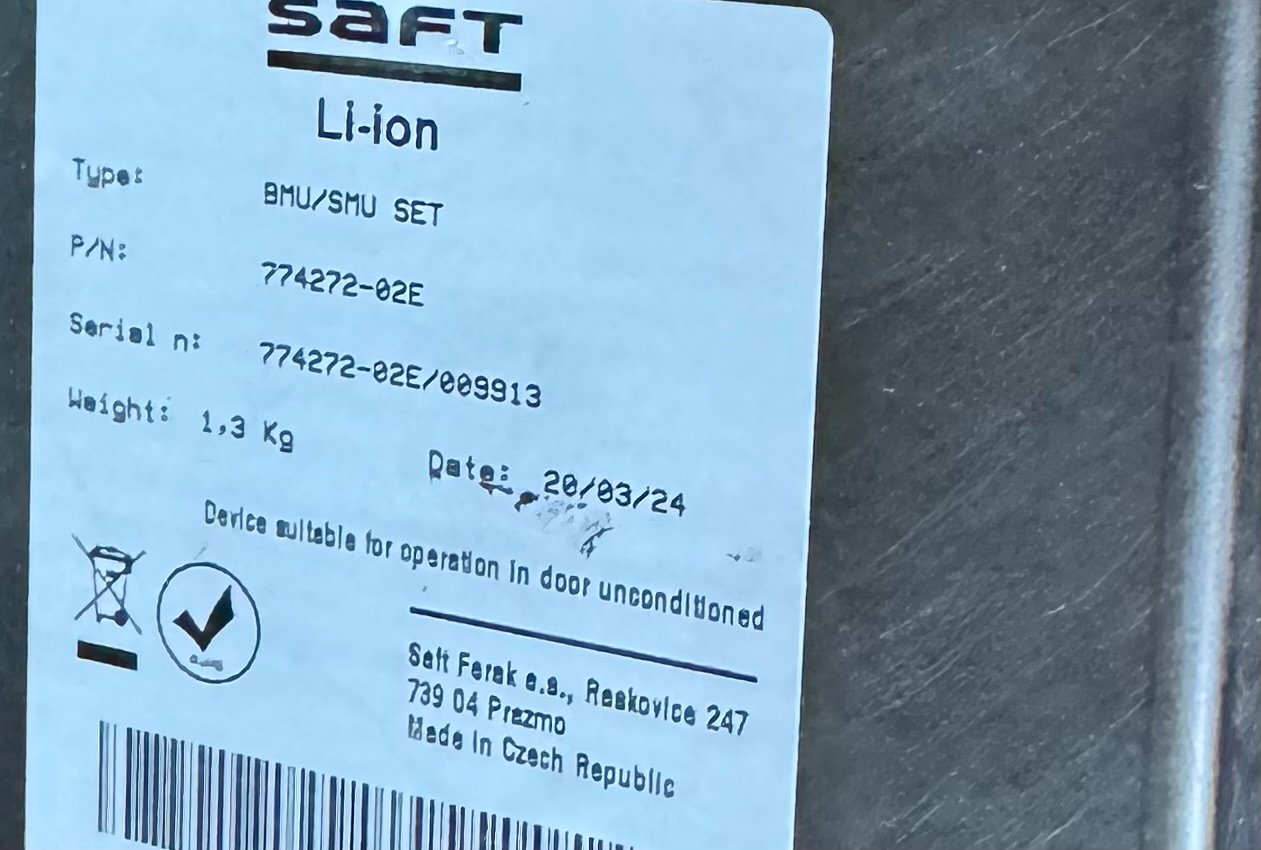 SAFT
Li-ion
Type: BMU/SMU SET
P/N: 774272-02E
Serial n: 774272-02E/009913
Weight: 1,3 Kg
Date: 20/03/24
Device suitable for operation in door unconditioned
Saft Ferak a.s., Raskovice 247
739 04 Prazmo
Made in Czech Republic